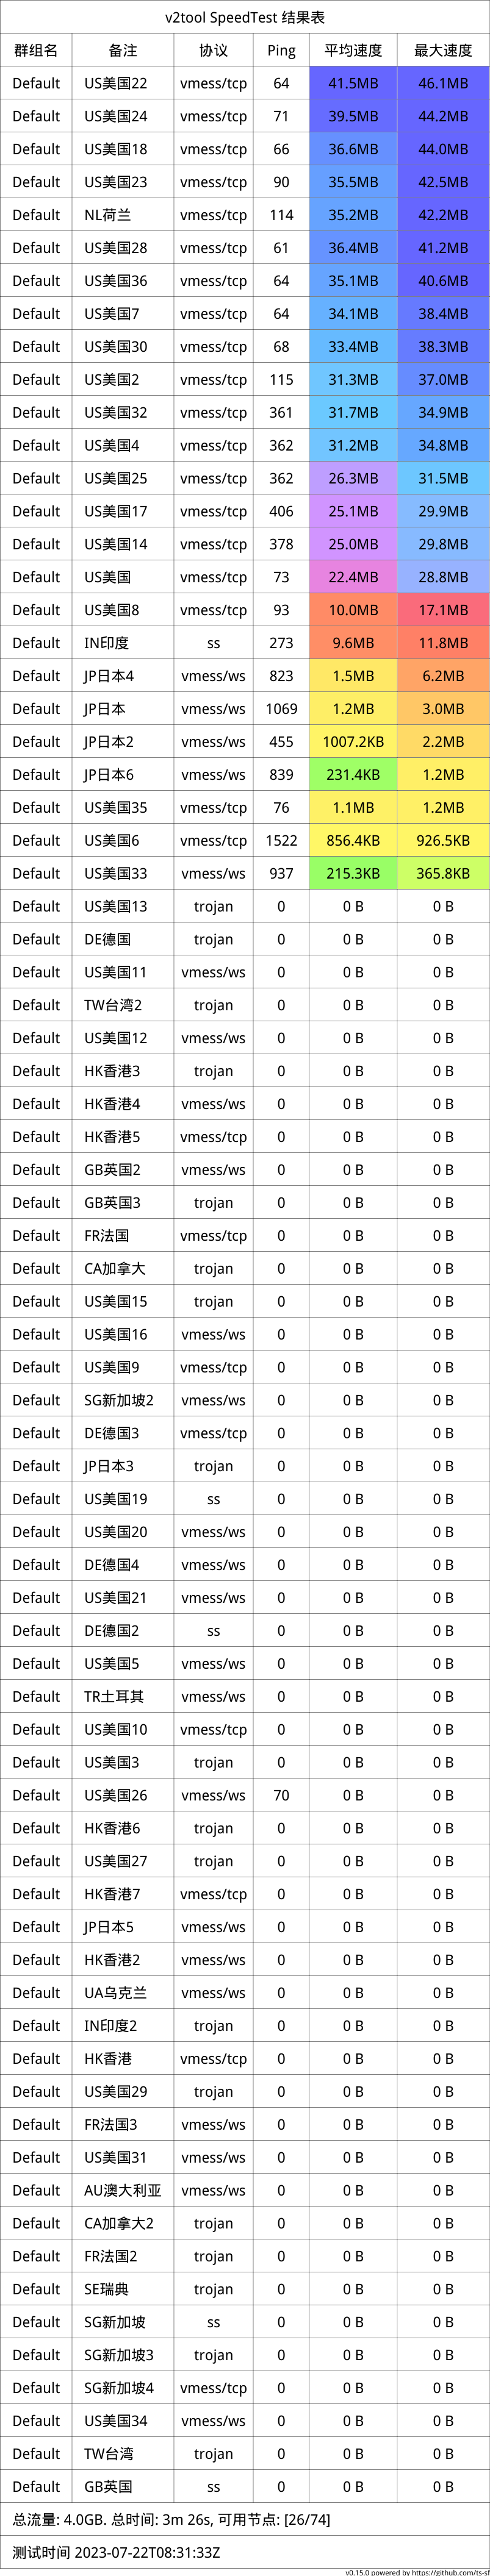 v2tool SpeedTest 结果表
群组名 备注 协议 Ping 平均速度 最大速度
Default US美国22 vmess/tcp 64 41.5MB 46.1MB
Default US美国24 vmess/tcp 71 39.5MB 44.2MB
Default US美国18 vmess/tcp 66 36.6MB 44.0MB
Default US美国23 vmess/tcp 90 35.5MB 42.5MB
Default NL荷兰 vmess/tcp 114 35.2MB 42.2MB
Default US美国28 vmess/tcp 61 36.4MB 41.2MB
Default US美国36 vmess/tcp 64 35.1MB 40.6MB
Default US美国7 vmess/tcp 64 34.1MB 38.4MB
Default US美国30 vmess/tcp 68 33.4MB 38.3MB
Default US美国2 vmess/tcp 115 31.3MB 37.0MB
Default US美国32 vmess/tcp 361 31.7MB 34.9MB
Default US美国4 vmess/tcp 362 31.2MB 34.8MB
Default US美国25 vmess/tcp 362 26.3MB 31.5MB
Default US美国17 vmess/tcp 406 25.1MB 29.9MB
Default US美国14 vmess/tcp 378 25.0MB 29.8MB
Default US美国 vmess/tcp 73 22.4MB 28.8MB
Default US美国8 vmess/tcp 93 10.0MB 17.1MB
Default IN印度 ss 273 9.6MB 11.8MB
Default JP日本4 vmess/ws 823 1.5MB 6.2MB
Default JP日本 vmess/ws 1069 1.2MB 3.0MB
Default JP日本2 vmess/ws 455 1007.2KB 2.2MB
Default JP日本6 vmess/ws 839 231.4KB 1.2MB
Default US美国35 vmess/tcp 76 1.1MB 1.2MB
Default US美国6 vmess/tcp 1522 856.4KB 926.5KB
Default US美国33 vmess/ws 937 215.3KB 365.8KB
Default US美国13 trojan 0 0 B 0 B
Default DE德国 trojan 0 0 B 0 B
Default US美国11 vmess/ws 0 0 B 0 B
Default TW台湾2 trojan 0 0 B 0 B
Default US美国12 vmess/ws 0 0 B 0 B
Default HK香港3 trojan 0 0 B 0 B
Default HK香港4 vmess/ws 0 0 B 0 B
Default HK香港5 vmess/tcp 0 0 B 0 B
Default GB英国2 vmess/ws 0 0 B 0 B
Default GB英国3 trojan 0 0 B 0 B
Default FR法国 vmess/tcp 0 0 B 0 B
Default CA加拿大 trojan 0 0 B 0 B
Default US美国15 trojan 0 0 B 0 B
Default US美国16 vmess/ws 0 0 B 0 B
Default US美国9 vmess/tcp 0 0 B 0 B
Default SG新加坡2 vmess/ws 0 0 B 0 B
Default DE德国3 vmess/tcp 0 0 B 0 B
Default JP日本3 trojan 0 0 B 0 B
Default US美国19 ss 0 0 B 0 B
Default US美国20 vmess/ws 0 0 B 0 B
Default DE德国4 vmess/ws 0 0 B 0 B
Default US美国21 vmess/ws 0 0 B 0 B
Default DE德国2 ss 0 0 B 0 B
Default US美国5 vmess/ws 0 0 B 0 B
Default TR土耳其 vmess/ws 0 0 B 0 B
Default US美国10 vmess/tcp 0 0 B 0 B
Default US美国3 trojan 0 0 B 0 B
Default US美国26 vmess/ws 70 0 B 0 B
Default HK香港6 trojan 0 0 B 0 B
Default US美国27 trojan 0 0 B 0 B
Default HK香港7 vmess/tcp 0 0 B 0 B
Default JP日本5 vmess/ws 0 0 B 0 B
Default HK香港2 vmess/ws 0 0 B 0 B
Default UA乌克兰 vmess/ws 0 0 B 0 B
Default IN印度2 trojan 0 0 B 0 B
Default HK香港 vmess/tcp 0 0 B 0 B
Default US美国29 trojan 0 0 B 0 B
Default FR法国3 vmess/ws 0 0 B 0 B
Default US美国31 vmess/ws 0 0 B 0 B
Default AU澳大利亚 vmess/ws 0 0 B 0 B
Default CA加拿大2 trojan 0 0 B 0 B
Default FR法国2 trojan 0 0 B 0 B
Default SE瑞典 trojan 0 0 B 0 B
Default SG新加坡 ss 0 0 B 0 B
Default SG新加坡3 trojan 0 0 B 0 B
Default SG新加坡4 vmess/tcp 0 0 B 0 B
Default US美国34 vmess/ws 0 0 B 0 B
Default TW台湾 trojan 0 0 B 0 B
Default GB英国 ss 0 0 B 0 B
总流量: 4.0GB. 总时间: 3m 26s, 可用节点: [26/74]
测试时间 2023-07-22T08:31:33Z
v0.15.0 powered by https://github.com/ts-sf